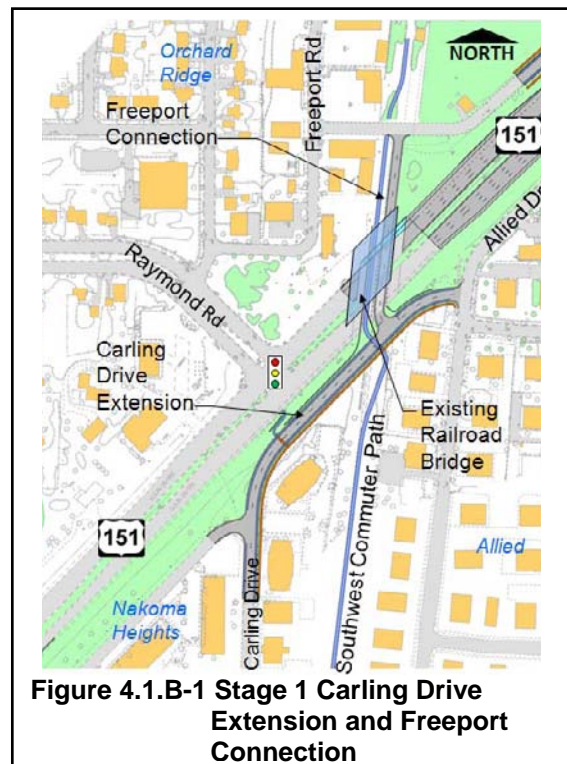 NORTH
Orchard
Ridge
Freeport Rd
Freeport
Connection
151
Allied Dr
Raymond Rd
Carling
Drive
Extension
Existing
Railroad
Bridge
Southwest Commuter Path
151
Allied
Carling Drive
Nakoma
Heights
Figure 4.1.B-1 Stage 1 Carling Drive
Extension and Freeport
Connection